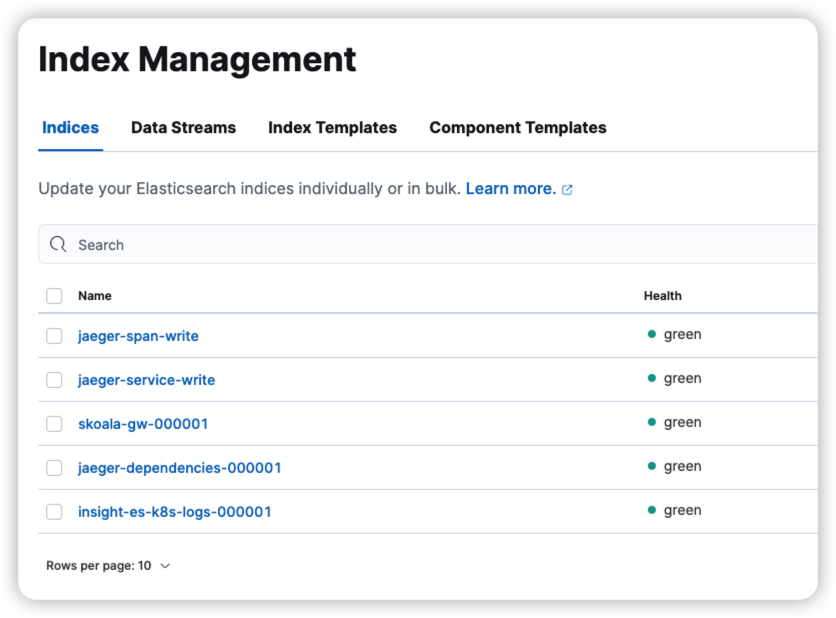 Index Management
Indices Data Streams Index Templates Component Templates
Update your Elasticsearch indices individually or in bulk. Learn more.
Search
Name Health
jaeger-span-write green
jaeger-service-write green
skoala-gw-000001 green
jaeger-dependencies-000001 green
insight-es-k8s-logs-000001 green
Rows per page: 10